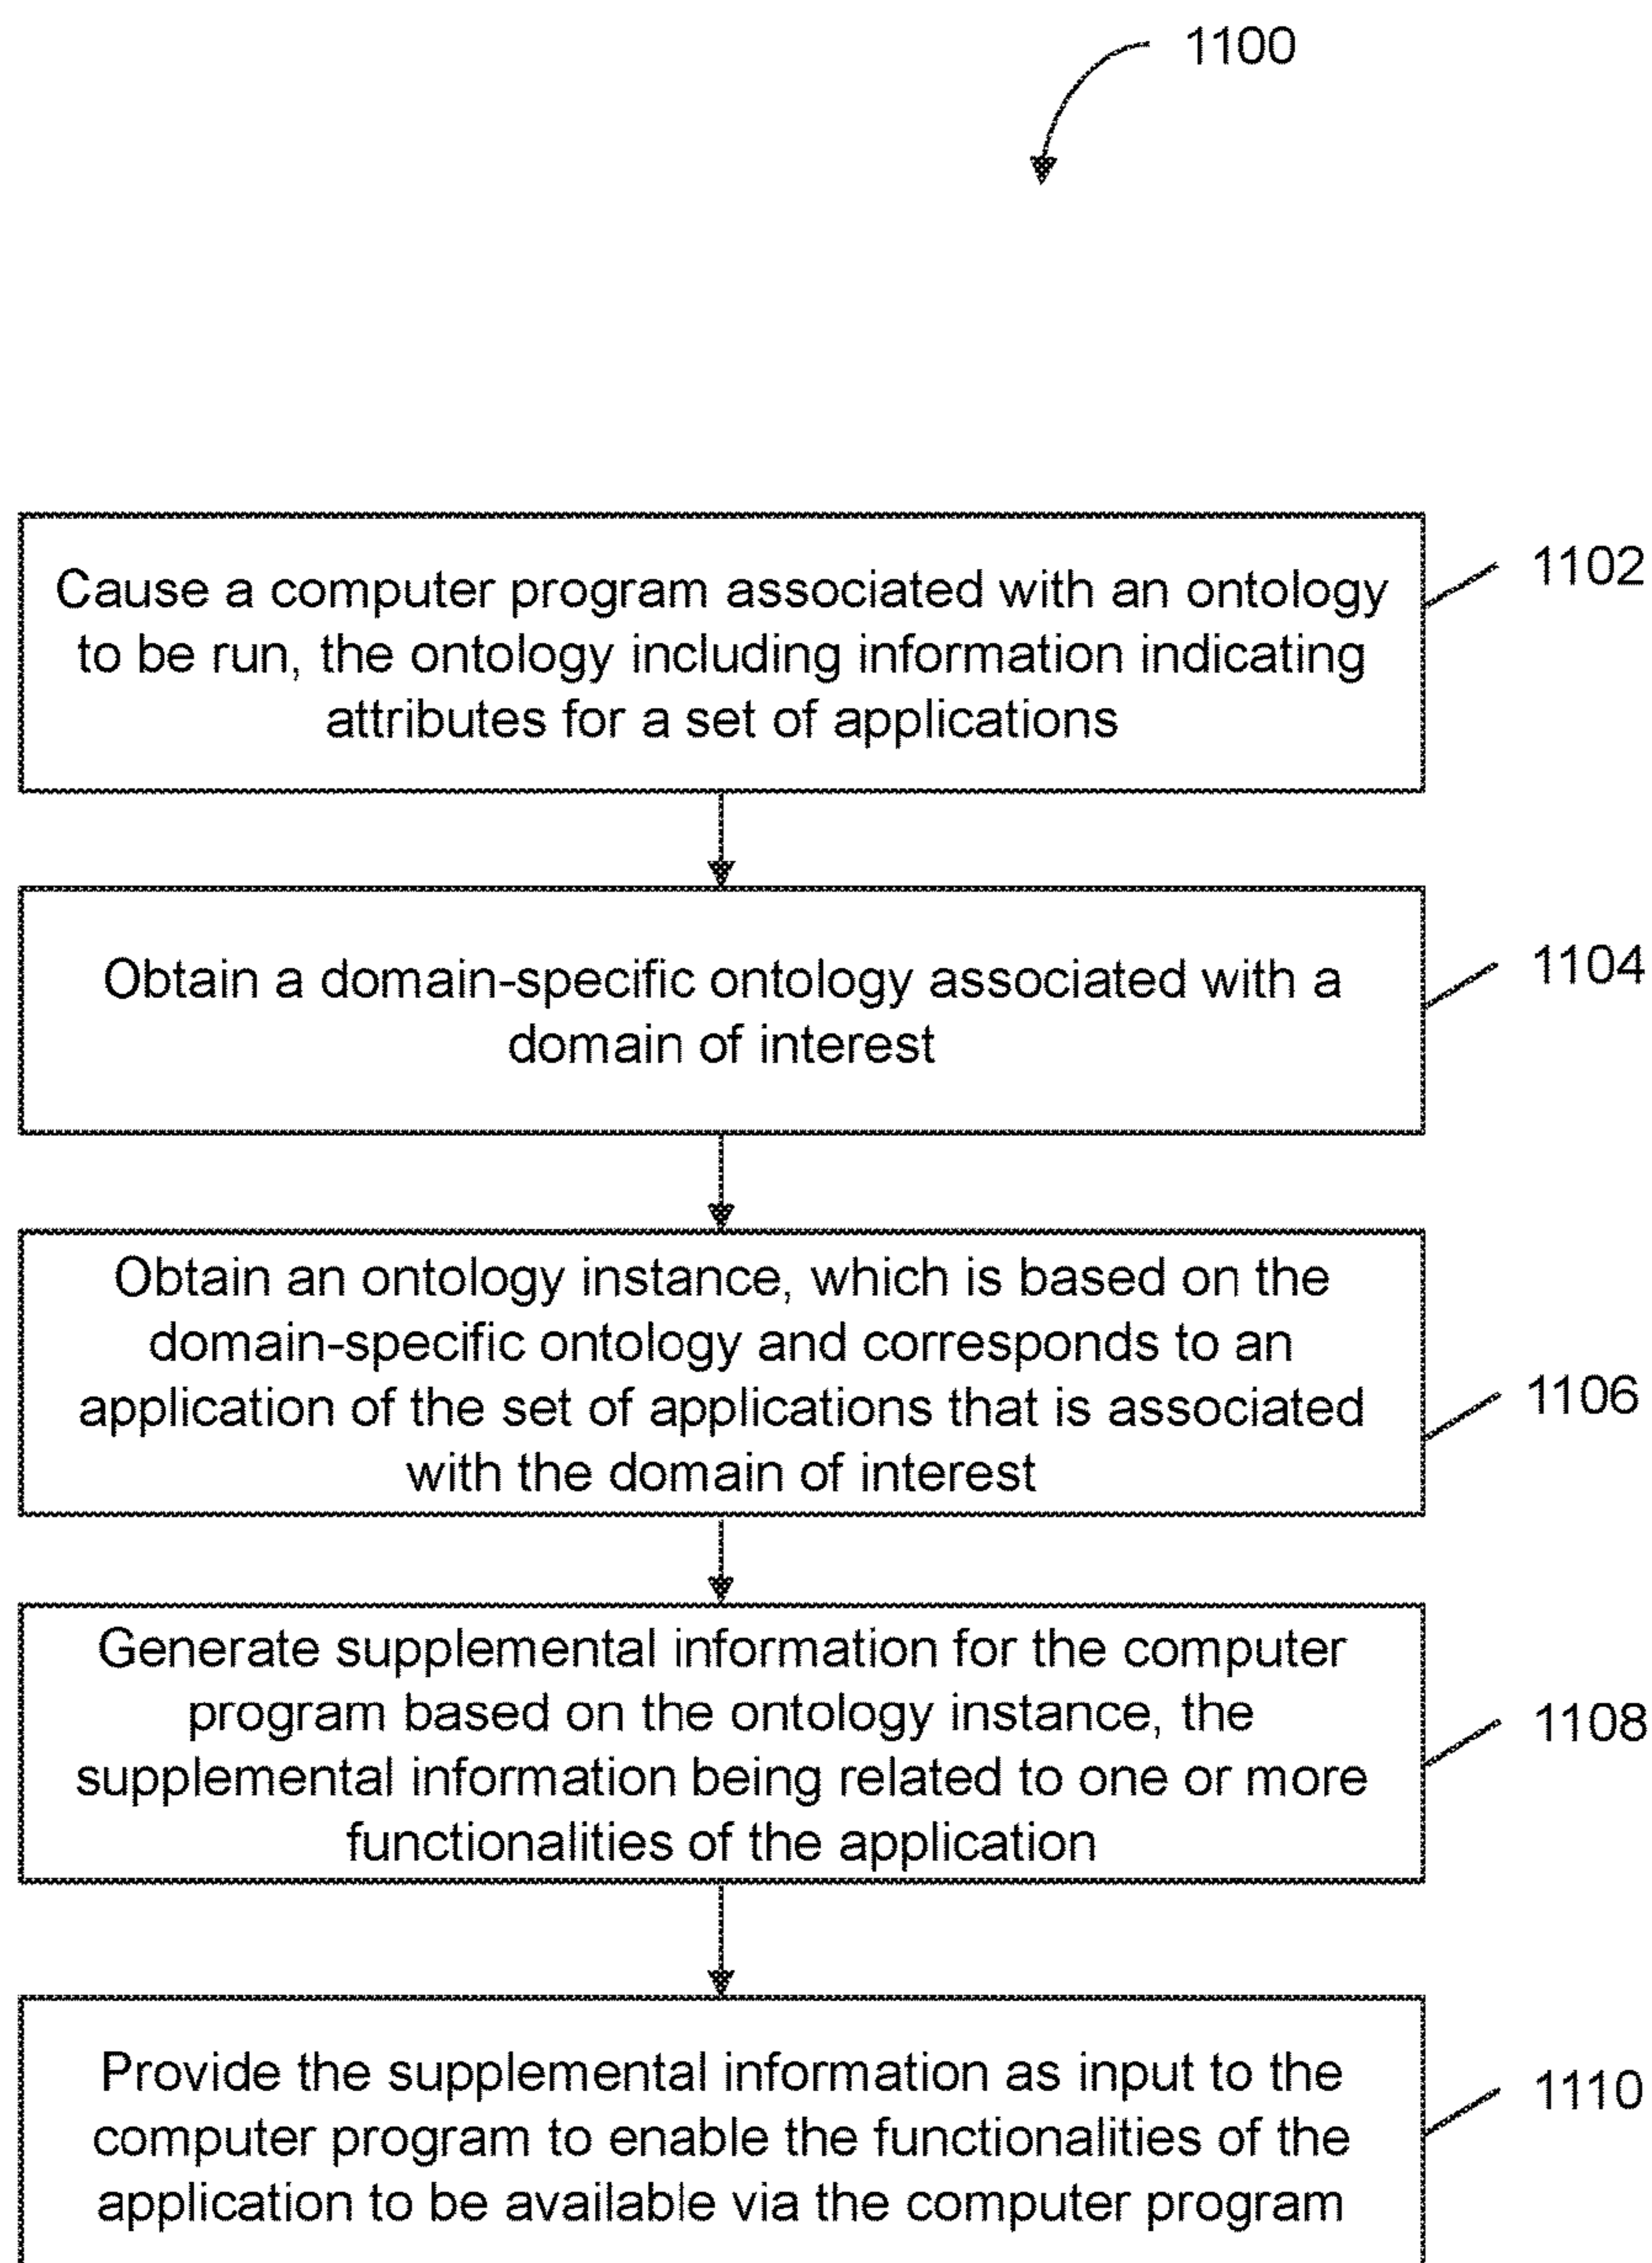 1100
Cause a computer program associated with an ontology
to be run, the ontology including information indicating
attributes for a set of applications
1102
Obtain a domain-specific ontology associated with a
domain of interest
1104
Obtain an ontology instance, which is based on the
domain-specific ontology and corresponds to an
application of the set of applications that is associated
with the domain of interest
1106
Generate supplemental information for the computer
program based on the ontology instance, the
supplemental information being related to one or more
functionalities of the application
1108
Provide the supplemental information as input to the
computer program to enable the functionalities of the
application to be available via the computer program
1110